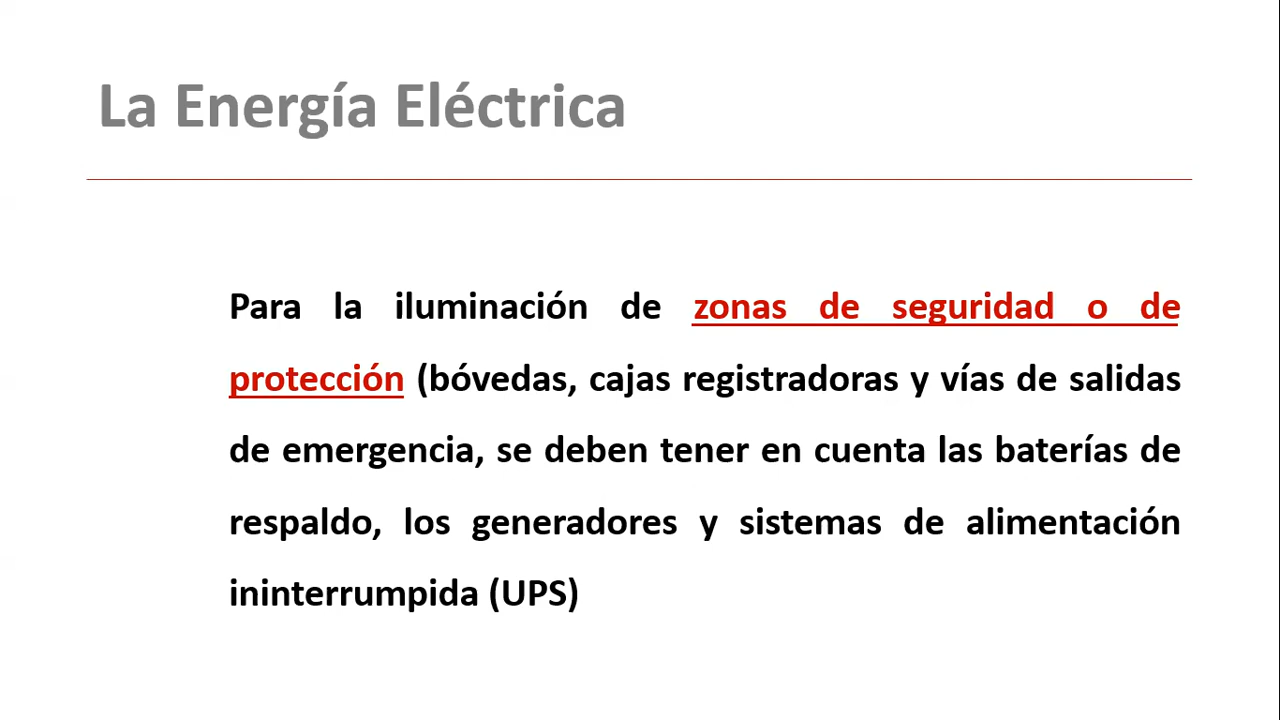 La Energía Eléctrica
Para la iluminación de zonas de seguridad o de
protección (bóvedas, cajas registradoras y vías de salidas
de emergencia, se deben tener en cuenta las baterías de
respaldo, los generadores y sistemas de alimentación
ininterrumpida (UPS)